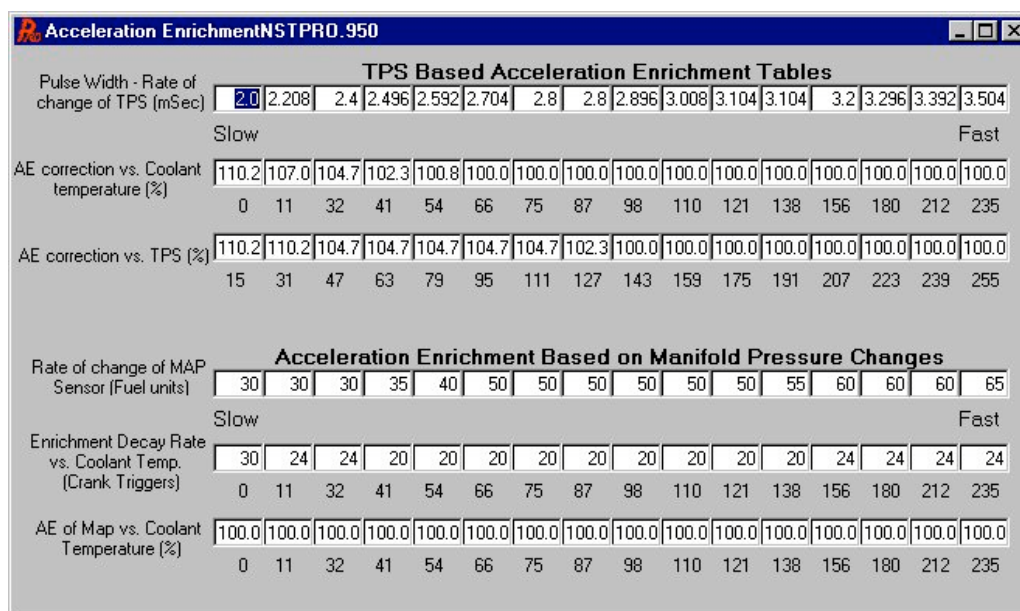 Acceleration EnrichmentNSTPRO.950
TPS Based Acceleration Enrichment Tables
Pulse Width - Rate of
change of TPS (mSec)
2.0 2.208 2.4 2.496 2.592 2.704 2.8 2.8 2.896 3.008 3.104 3.104 3.2 3.296 3.392 3.504
Slow Fast
AE correction vs. Coolant
temperature (%)
110.2 107.0 104.7 102.3 100.8 100.0 100.0 100.0 100.0 100.0 100.0 100.0 100.0 100.0 100.0 100.0
0 11 32 41 54 66 75 87 98 110 121 138 156 180 212 235
AE correction vs. TPS (%)
110.2 110.2 104.7 104.7 104.7 104.7 104.7 102.3 100.0 100.0 100.0 100.0 100.0 100.0 100.0 100.0
15 31 47 63 79 95 111 127 143 159 175 191 207 223 239 255
Acceleration Enrichment Based on Manifold Pressure Changes
Rate of change of MAP
Sensor (Fuel units)
30 30 30 35 40 50 50 50 50 50 50 55 60 60 60 65
Slow Fast
Enrichment Decay Rate
vs. Coolant Temp.
(Crank Triggers)
30 24 24 20 20 20 20 20 20 20 20 20 24 24 24 24
0 11 32 41 54 66 75 87 98 110 121 138 156 180 212 235
AE of Map vs. Coolant
Temperature (%)
100.0 100.0 100.0 100.0 100.0 100.0 100.0 100.0 100.0 100.0 100.0 100.0 100.0 100.0 100.0 100.0
0 11 32 41 54 66 75 87 98 110 121 138 156 180 212 235